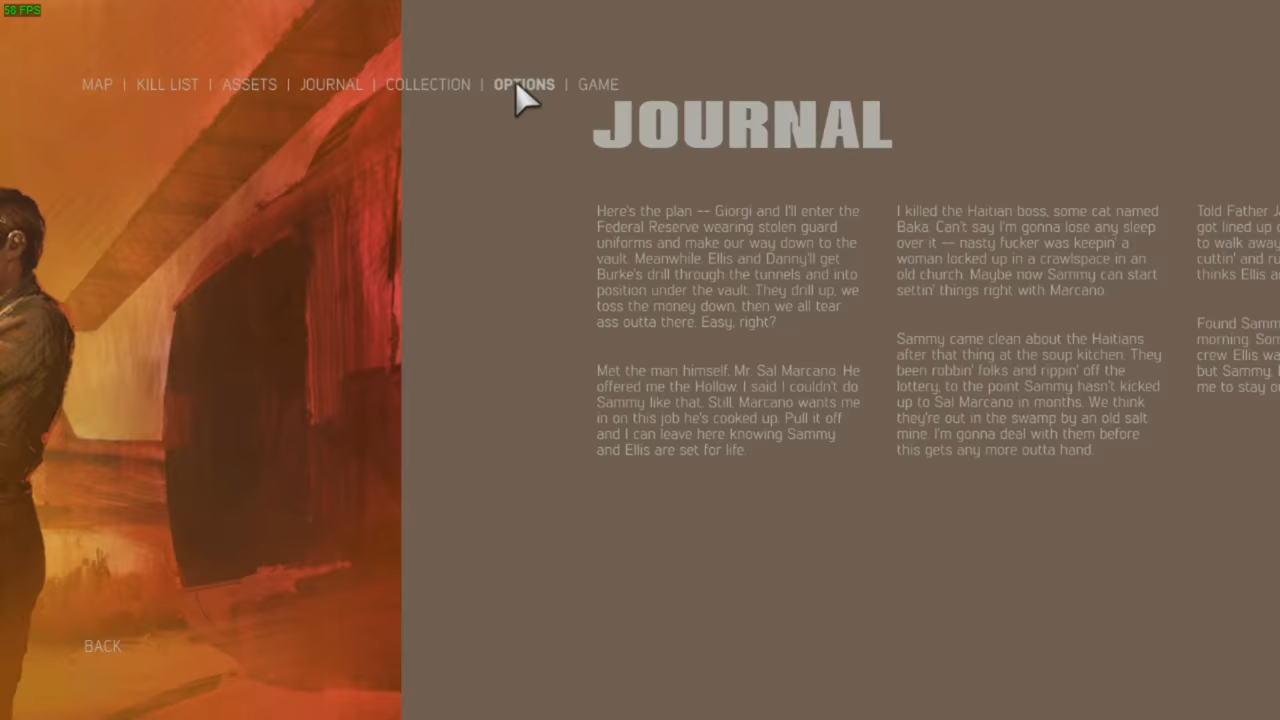 58 FPS
MAP | KILL LIST | ASSETS | JOURNAL | COLLECTION | OPTIONS | GAME
JOURNAL
Here's the plan -- Giorgi and I'll enter the
Federal Reserve wearing stolen guard
uniforms and make our way down to the
vault. Meanwhile, Ellis and Danny'll get
Burke's drill through the tunnels and into
position under the vault. They drill up, we
toss the money down, then we all tear
ass outta there. Easy, right?
Met the man himself, Mr. Sal Marcano. He
offered me the Hollow. I said I couldn't do
Sammy like that. Still, Marcano wants me
in on this job he's cooked up. Pull it off
and I can leave here knowing Sammy
and Ellis are set for life.
I killed the Haitian boss, some cat named
Baka. Can't say I'm gonna lose any sleep
over it -- nasty fucker was keepin' a
woman locked up in a crawlspace in an
old church. Maybe now Sammy can start
settin' things right with Marcano.
Sammy came clean about the Haitians
after that thing at the soup kitchen. They
been robbin' folks and rippin' off the
lottery, to the point Sammy hasn't kicked
up to Sal Marcano in months. We think
they're out in the swamp by an old salt
mine. I'm gonna deal with them before
this gets any more outta hand.
Told Father
got lined up
to walk away
cuttin' and
thinks Ellis
Found
morning.
crew Ellis
but Sammy,
me to stay
BACK